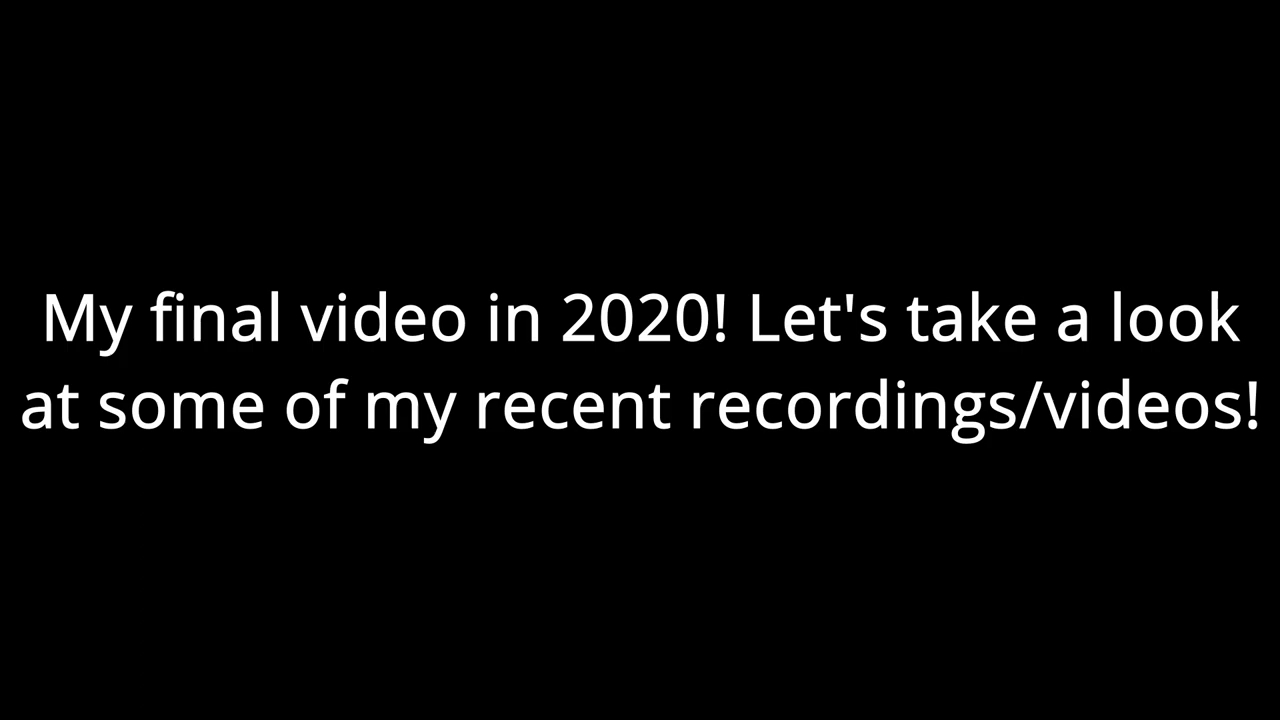 My final video in 2020! Let's take a look
at some of my recent recordings/videos!